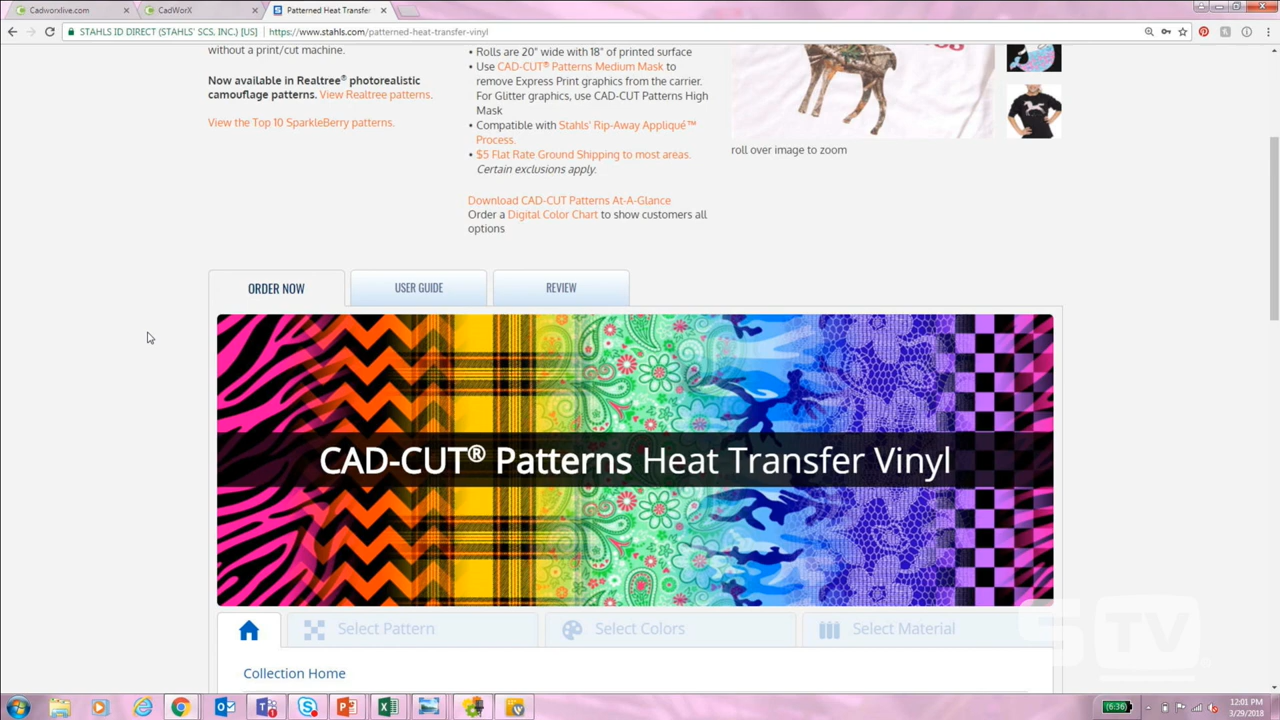 Cadworxlive.com
CadWorX
Patterned Heat Transfer
STAHLS ID DIRECT (STAHLS' SCS, INC.) [US]
https://www.stahls.com/patterned-heat-transfer-vinyl
without a print/cut machine.
Now available in Realtree® photorealistic
camouflage patterns. View Realtree patterns.
View the Top 10 SparkleBerry patterns.
• Rolls are 20" wide with 18" of printed surface
• Use CAD-CUT® Patterns Medium Mask to
remove Express Print graphics from the carrier.
For Glitter graphics, use CAD-CUT Patterns High
Mask
• Compatible with Stahls' Rip-Away Appliqué™
Process.
• $5 Flat Rate Ground Shipping to most areas.
Certain exclusions apply.
Download CAD-CUT Patterns At-A-Glance
Order a Digital Color Chart to show customers all
options
roll over image to zoom
ORDER NOW
USER GUIDE
REVIEW
CAD-CUT® Patterns Heat Transfer Vinyl
Select Pattern
Select Colors
Select Material
Collection Home
STV
(6:36)
12:01 PM
3/29/2018